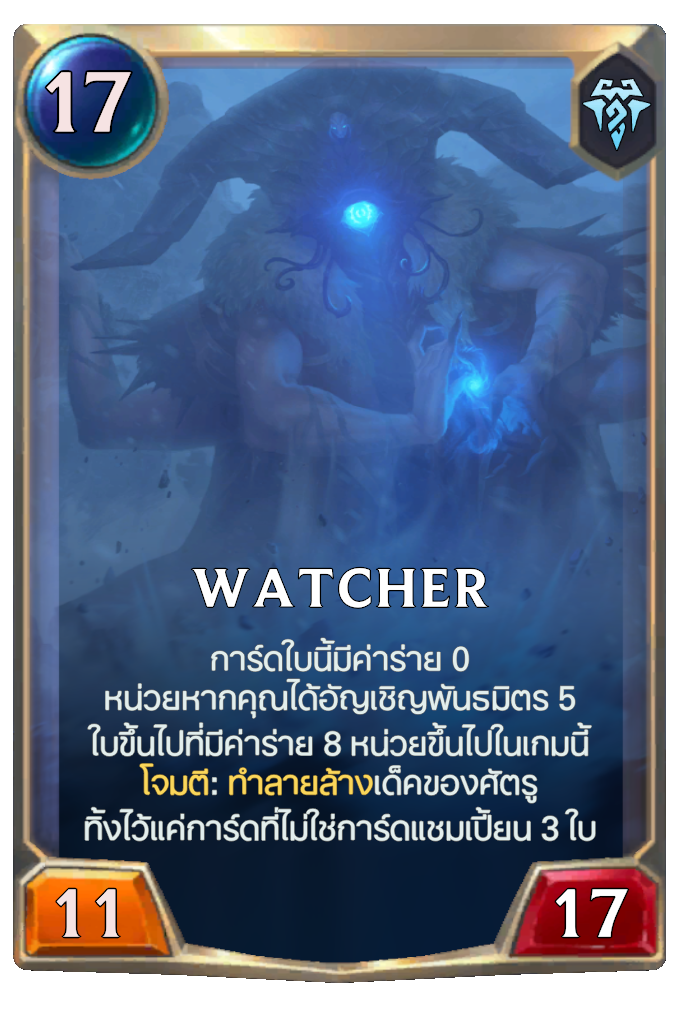 17
WATCHER
การ์ดใบนี้มีค่าร่าย 0
หน่วยหากคุณได้อัญเชิญพันธมิตร 5
ใบขึ้นไปที่มีค่าร่าย 8 หน่วยขึ้นไปในเกมนี้
โจมตี: ทำลายล้างเด็คของศัตรู
ทิ้งไว้แค่การ์ดที่ไม่ใช่การ์ดแชมเปี้ยน 3 ใบ
11
17